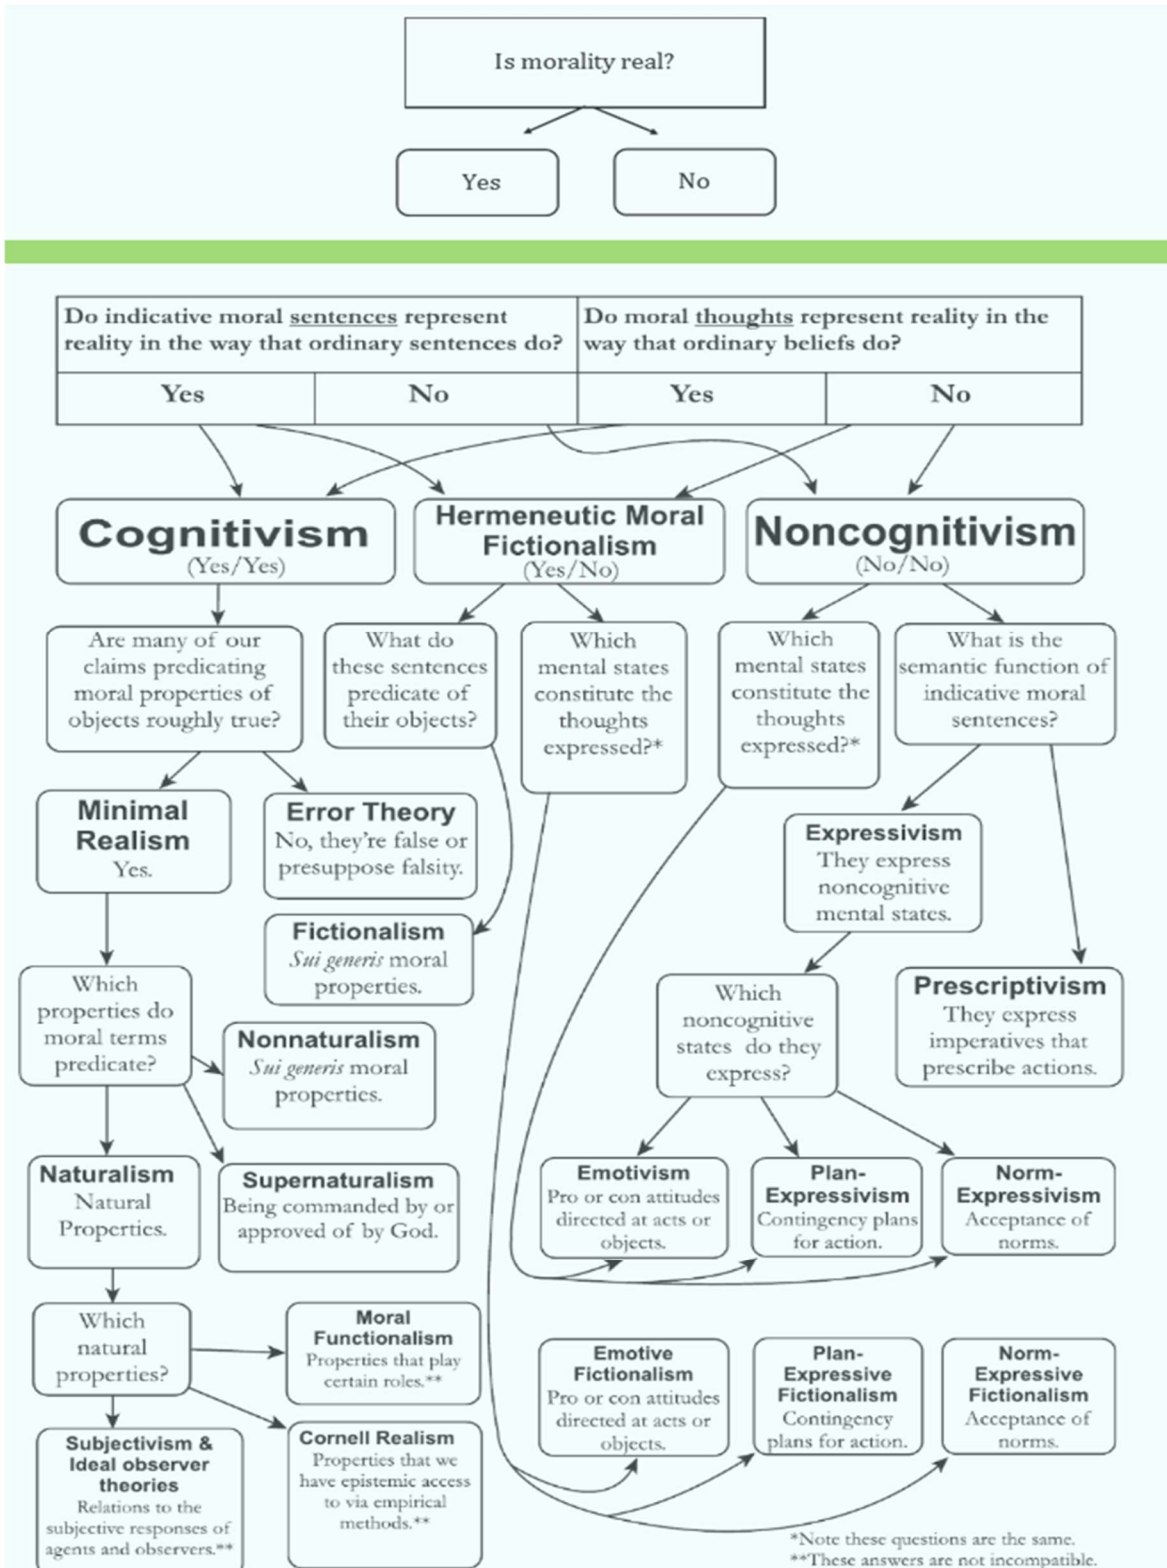 Is morality real?
Yes
No
Do indicative moral sentences represent
reality in the way that ordinary sentences do?
Do moral thoughts represent reality in the
way that ordinary beliefs do?
Yes
No
Yes
No
Cognitivism
(Yes/Yes)
Hermeneutic Moral
Fictionalism
(Yes/No)
Noncognitivism
(No/No)
Are many of our
claims predicating
moral properties of
objects roughly true?
What do
these sentences
predicate of
their objects?
Which
mental states
constitute the
thoughts
expressed?*
Which
mental states
constitute the
thoughts
expressed?*
What is the
semantic function of
indicative moral
sentences?
Minimal
Realism
Yes.
Error Theory
No, they're false or
presuppose falsity.
Expressivism
They express
noncognitive
mental states.
Fictionalism
Sui generis moral
properties.
Which
properties do
moral terms
predicate?
Which
noncognitive
states do they
express?
Prescriptivism
They express
imperatives that
prescribe actions.
Nonnaturalism
Sui generis moral
properties.
Naturalism
Natural
Properties.
Supernaturalism
Being commanded by or
approved of by God.
Emotivism
Pro or con attitudes
directed at acts or
objects.
Plan-
Expressivism
Contingency plans
for action.
Norm-
Expressivism
Acceptance of
norms.
Which
natural
properties?
Moral
Functionalism
Properties that play
certain roles.**
Emotive
Fictionalism
Pro or con attitudes
directed at acts or
objects.
Plan-
Expressive
Fictionalism
Contingency
plans for action.
Norm-
Expressive
Fictionalism
Acceptance of
norms.
Subjectivism &
Ideal observer
theories
Relations to the
subjective responses of
agents and observers.**
Cornell Realism
Properties that we
have epistemic access
to via empirical
methods.**
*Note these questions are the same.
**These answers are not incompatible.